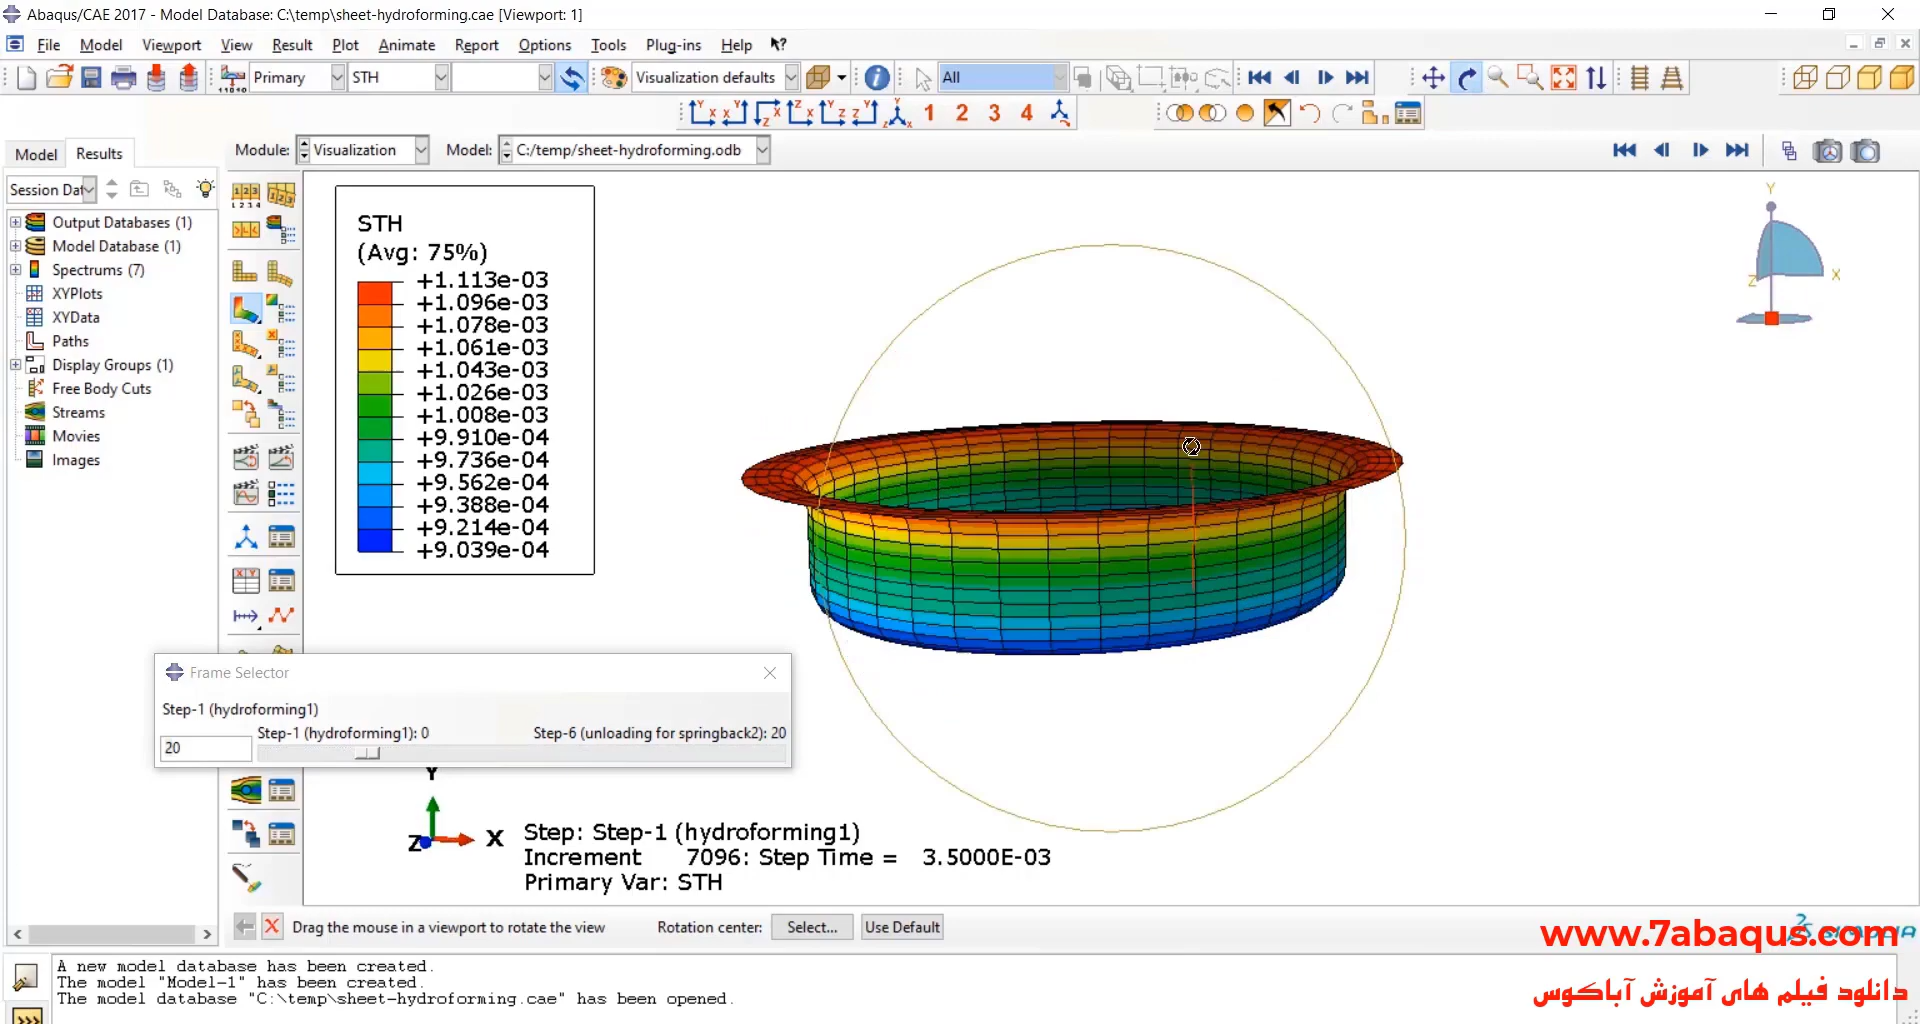 Abaqus/CAE 2017 - Model Database: C:\temp\sheet-hydroforming.cae [Viewport: 1]
File Model Viewport View Result Plot Animate Report Options Tools Plug-ins Help
Primary STH Visualization defaults All
1 2 3 4
Model Results Module: Visualization Model: C:/temp/sheet-hydroforming.odb
Session Dat
Output Databases (1)
Model Database (1)
Spectrums (7)
XYPlots
XYData
Paths
Display Groups (1)
Free Body Cuts
Streams
Movies
Images
STH
(Avg: 75%)
+1.113e-03
+1.096e-03
+1.078e-03
+1.061e-03
+1.043e-03
+1.026e-03
+1.008e-03
+9.910e-04
+9.736e-04
+9.562e-04
+9.388e-04
+9.214e-04
+9.039e-04
Y
Z X
Frame Selector
Step-1 (hydroforming1)
Step-1 (hydroforming1): 0 Step-6 (unloading for springback2): 20
20
Y
Z X
Step: Step-1 (hydroforming1)
Increment 7096: Step Time = 3.5000E-03
Primary Var: STH
Drag the mouse in a viewport to rotate the view Rotation center: Select... Use Default
www.7abaqus.com
دانلود فیلم های آموزش آباکوس
A new model database has been created.
The model "Model-1" has been created.
The model database "C:\temp\sheet-hydroforming.cae" has been opened.